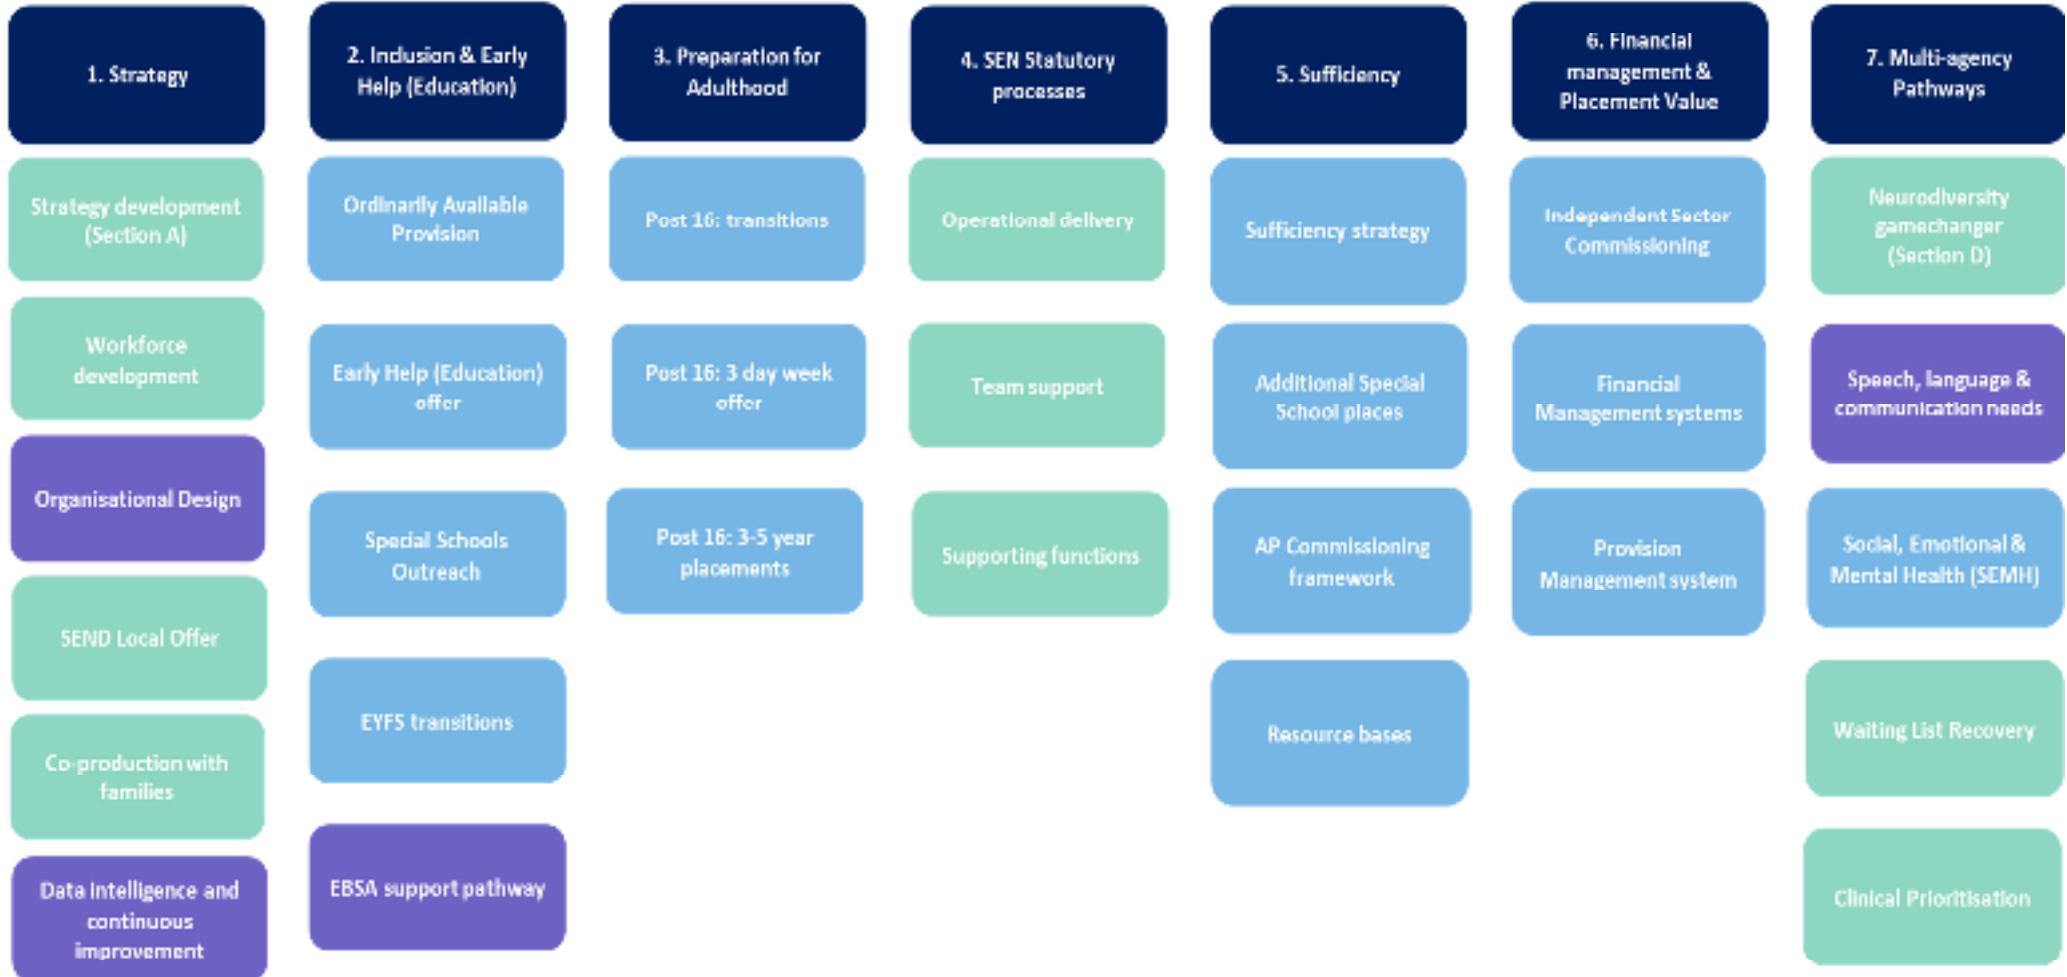 1. Strategy
Strategy development
(Section A)
Workforce
development
Organisational Design
SEND Local Offer
Co-production with
families
Data intelligence and
continuous
improvement
2. Inclusion & Early
Help (Education)
Ordinarily Available
Provision
Early Help (Education)
offer
Special Schools
Outreach
EYFS transitions
EBSA support pathway
3. Preparation for
Adulthood
Post 16: transitions
Post 16: 3 day week
offer
Post 16: 3-5 year
placements
4. SEN Statutory
processes
Operational delivery
Team support
Supporting functions
5. Sufficiency
Sufficiency strategy
Additional Special
School places
AP Commissioning
framework
Resource bases
6. Financial
management &
Placement Value
Independent Sector
Commissioning
Financial
Management systems
Provision
Management system
7. Multi-agency
Pathways
Neurodiversity
gamechanger
(Section D)
Speech, language &
communication needs
Social, Emotional &
Mental Health (SEMH)
Waiting List Recovery
Clinical Prioritisation